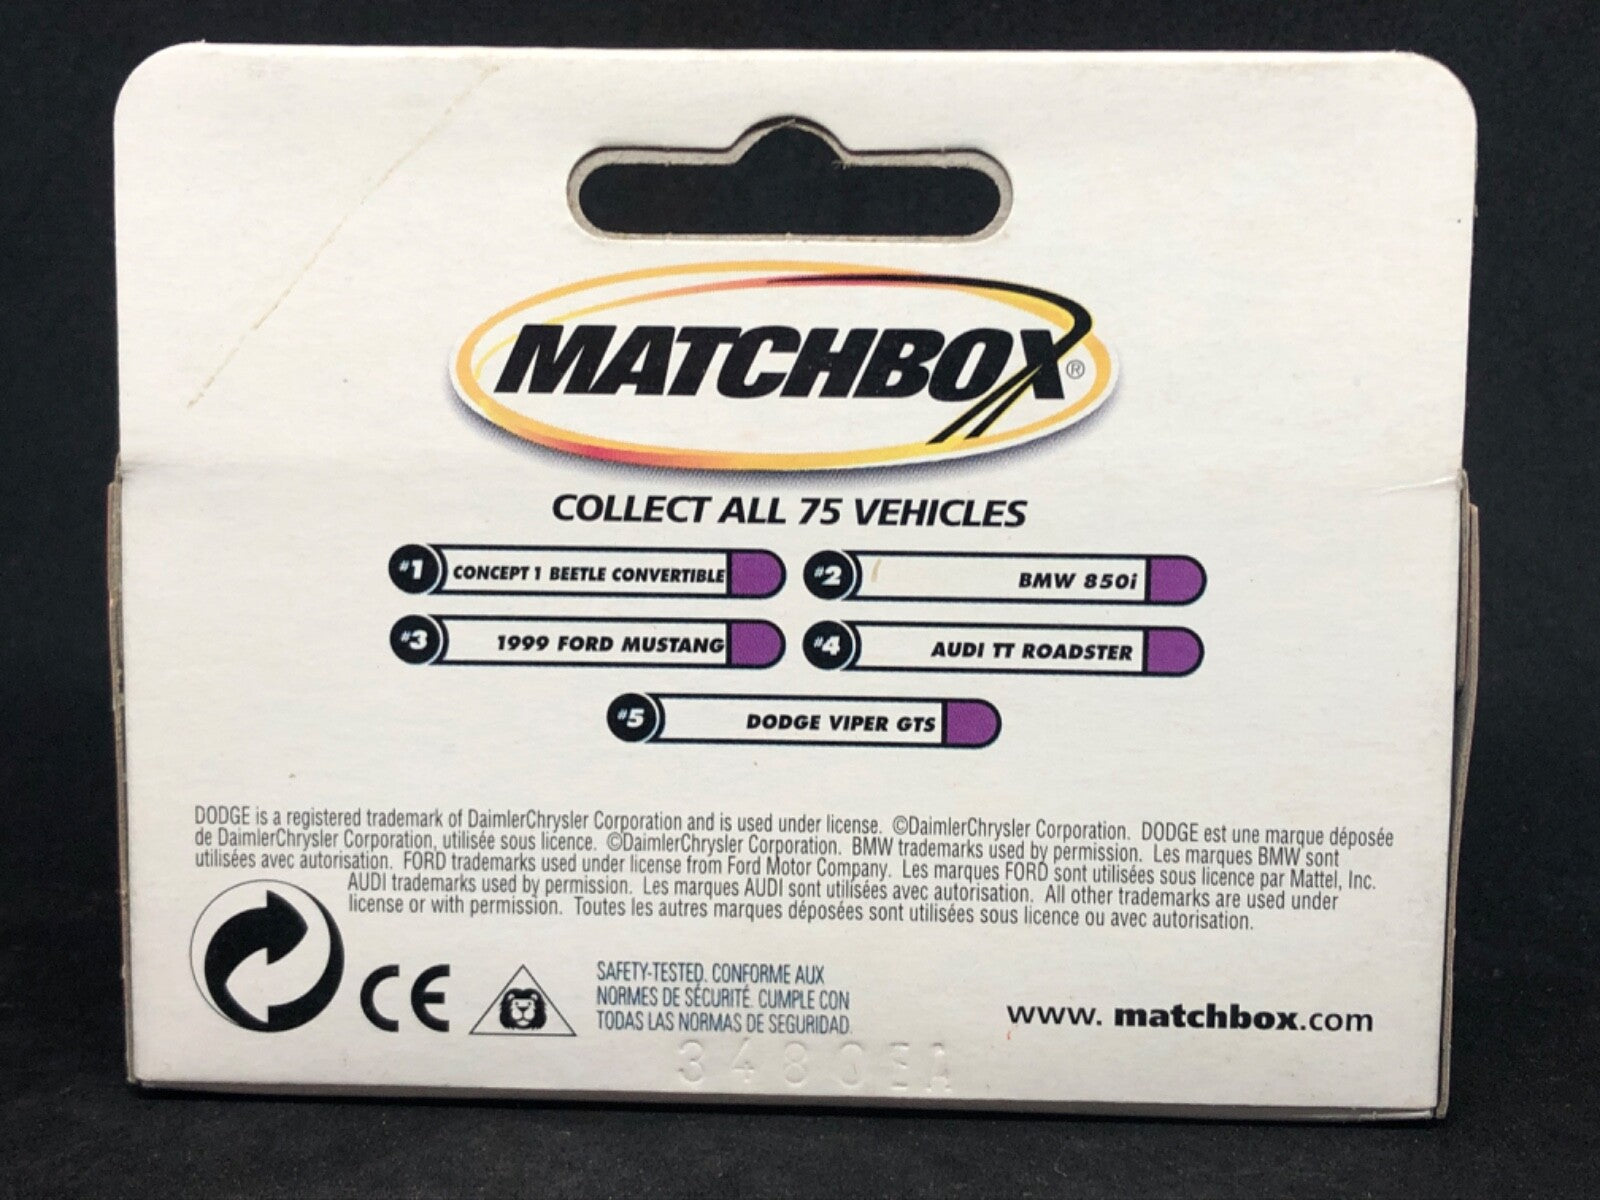 MATCHBOX®
COLLECT ALL 75 VEHICLES
#1 CONCEPT 1 BEETLE CONVERTIBLE
#2 BMW 850i
#3 1999 FORD MUSTANG
#4 AUDI TT ROADSTER
#5 DODGE VIPER GTS
DODGE is a registered trademark of DaimlerChrysler Corporation and is used under license. ©DaimlerChrysler Corporation. DODGE est une marque déposée
de DaimlerChrysler Corporation, utilisée sous licence. ©DaimlerChrysler Corporation. BMW trademarks used by permission. Les marques BMW sont
utilisées avec autorisation. FORD trademarks used under license from Ford Motor Company. Les marques FORD sont utilisées sous licence par Mattel, Inc.
AUDI trademarks used by permission. Les marques AUDI sont utilisées avec autorisation. All other trademarks are used under
license or with permission. Toutes les autres marques déposées sont utilisées sous licence ou avec autorisation.
CE
SAFETY-TESTED. CONFORME AUX
NORMES DE SÉCURITÉ. CUMPLE CON
TODAS LAS NORMAS DE SEGURIDAD.
www.matchbox.com